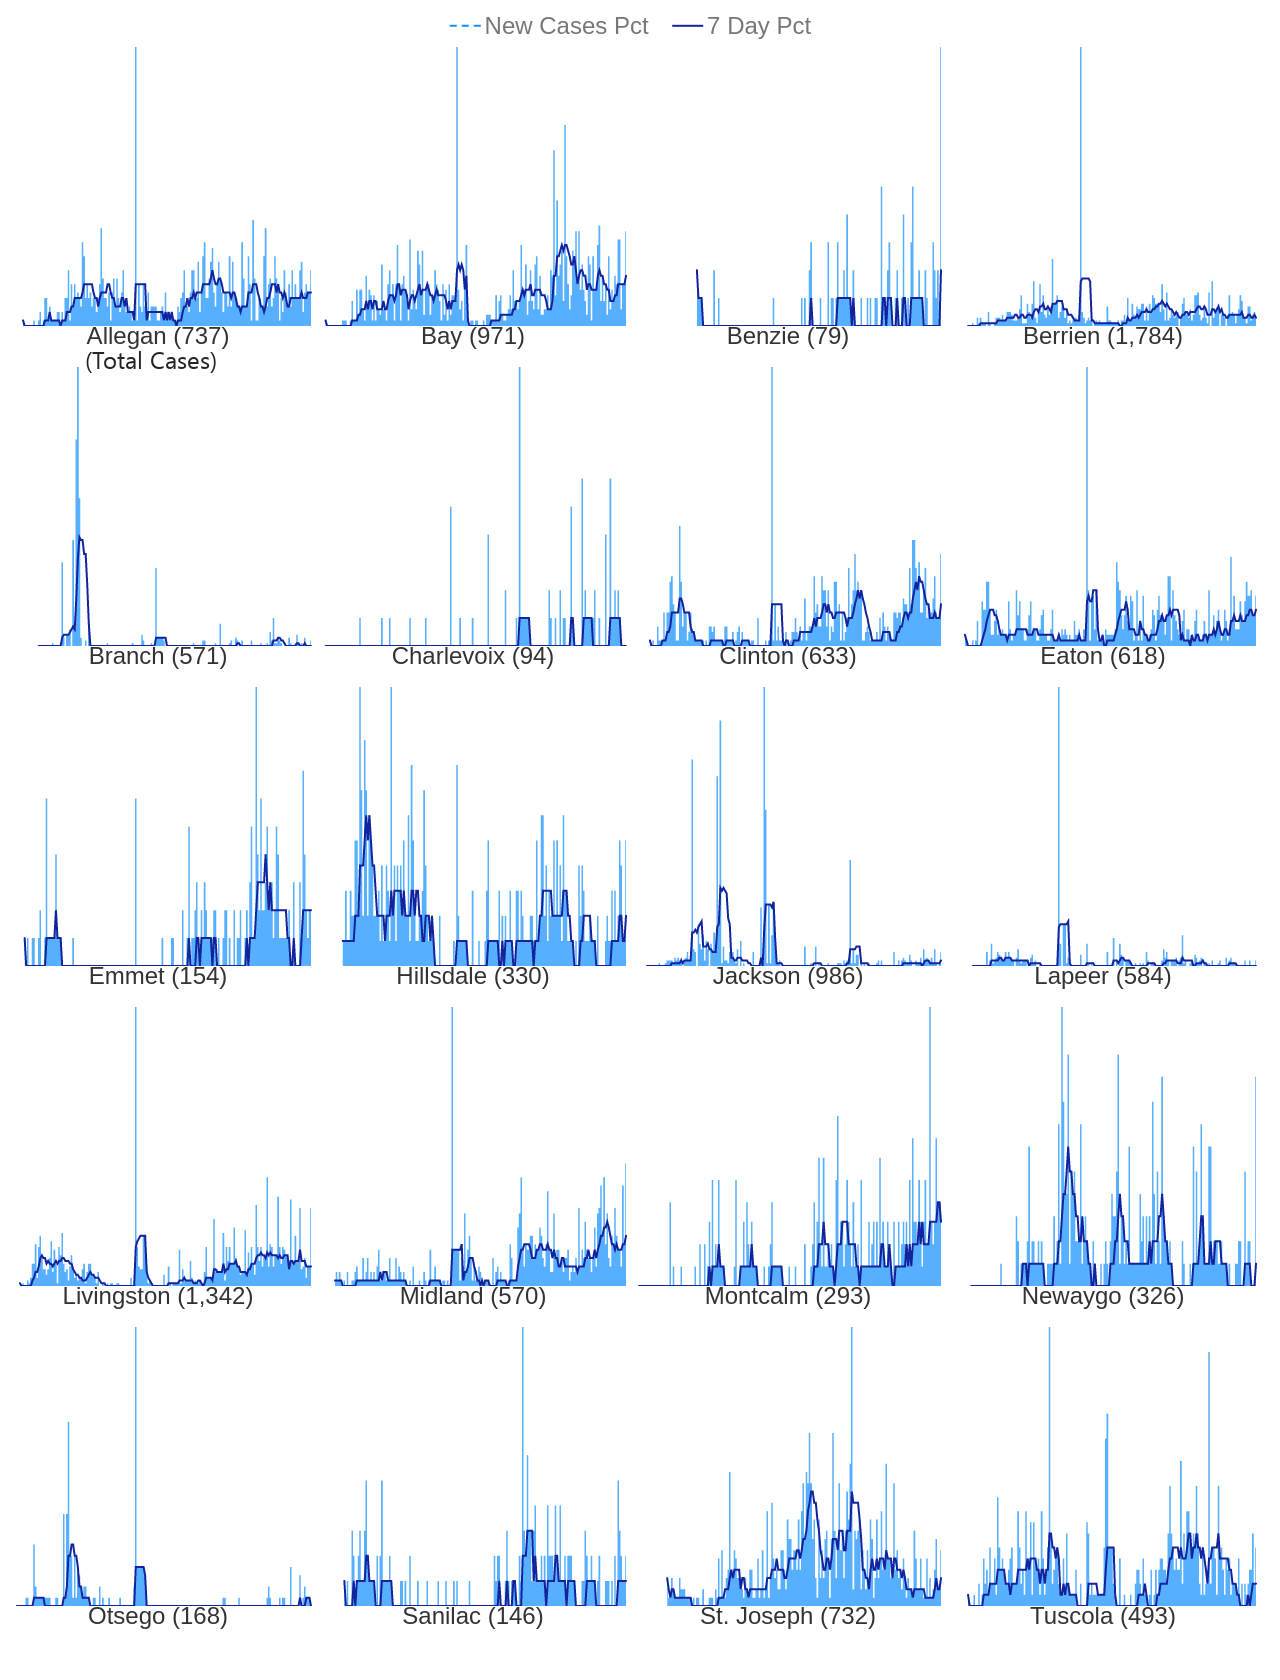 New Cases Pct 7 Day Pct
Allegan (737) Bay (971) Benzie (79) Berrien (1,784)
(Total Cases)
Branch (571) Charlevoix (94) Clinton (633) Eaton (618)
Emmet (154) Hillsdale (330) Jackson (986) Lapeer (584)
Livingston (1,342) Midland (570) Montcalm (293) Newaygo (326)
Otsego (168) Sanilac (146) St. Joseph (732) Tuscola (493)